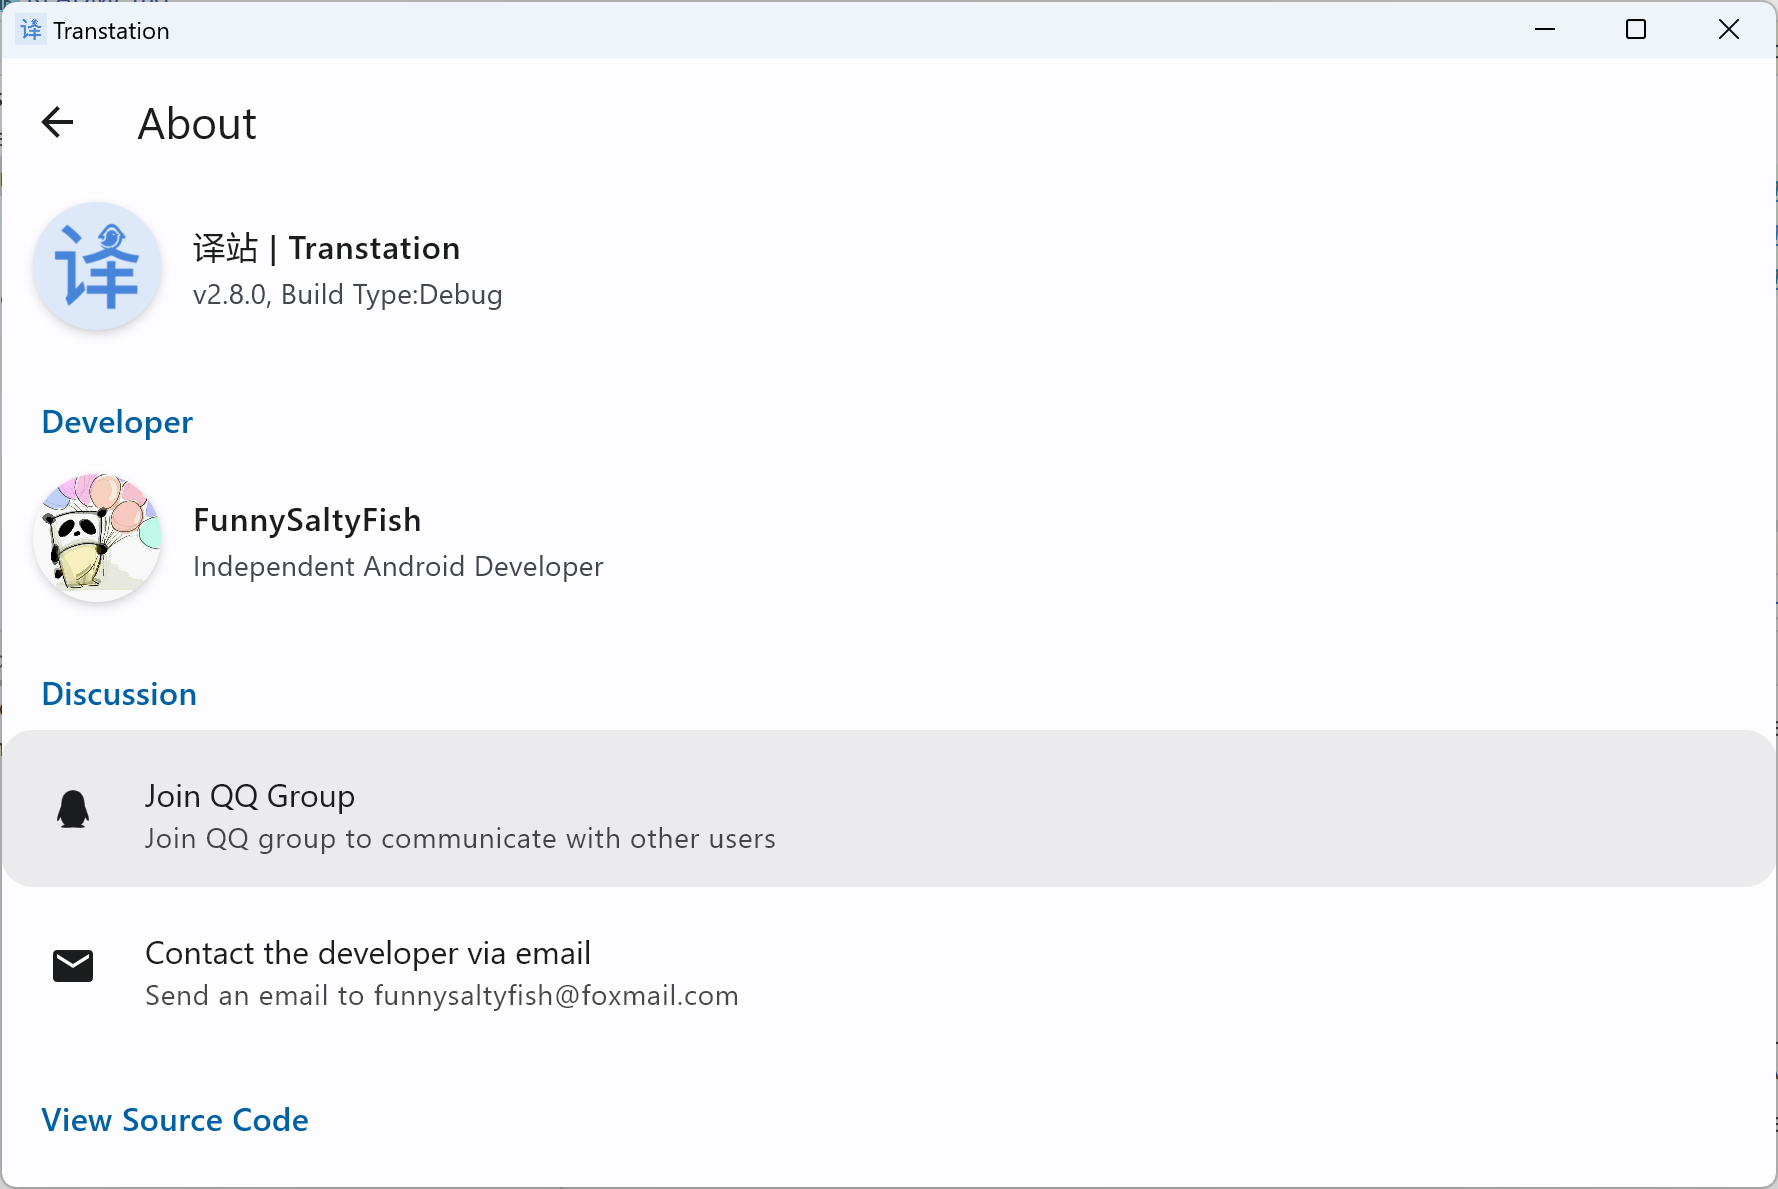 译 Transtation
About
译
译站 | Transtation
v2.8.0, Build Type:Debug
Developer
FunnySaltyFish
Independent Android Developer
Discussion
Join QQ Group
Join QQ group to communicate with other users
Contact the developer via email
Send an email to funnysaltyfish@foxmail.com
View Source Code